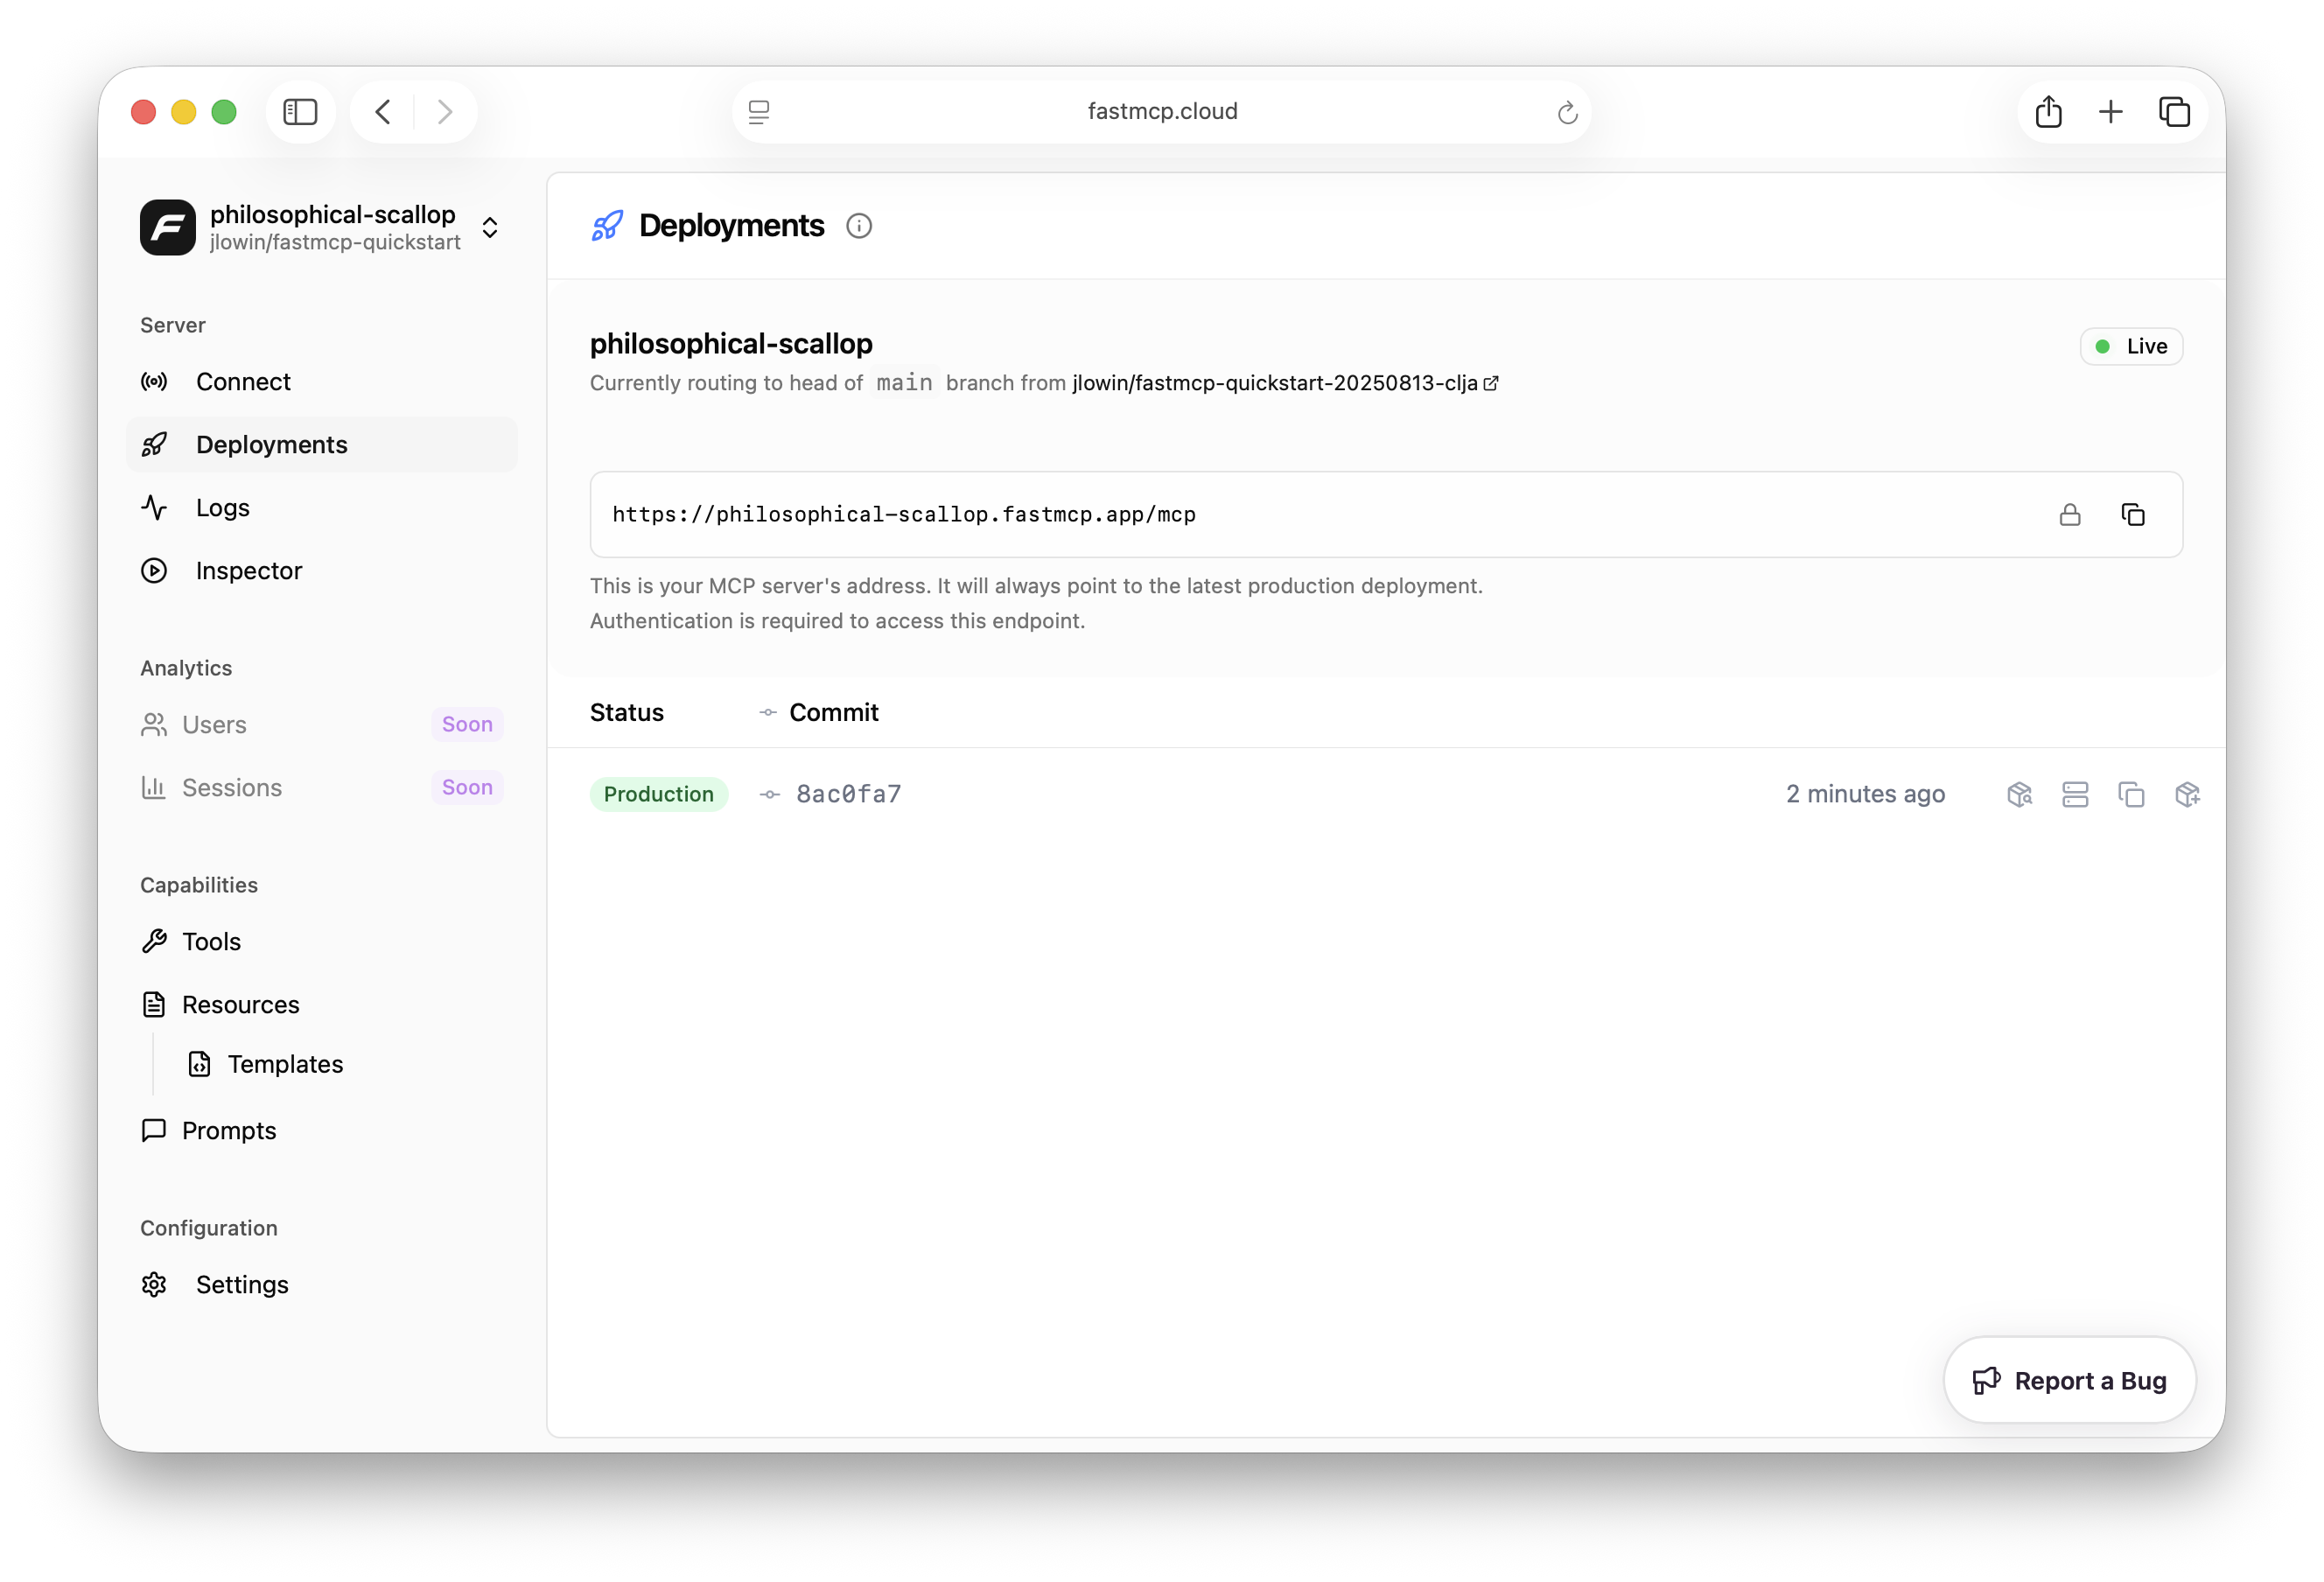 fastmcp.cloud
philosophical-scallop
jlowin/fastmcp-quickstart
Server
Connect
Deployments
Logs
Inspector
Analytics
Users Soon
Sessions Soon
Capabilities
Tools
Resources
Templates
Prompts
Configuration
Settings
Deployments
philosophical-scallop
Live
Currently routing to head of main branch from jlowin/fastmcp-quickstart-20250813-clja
https://philosophical-scallop.fastmcp.app/mcp
This is your MCP server's address. It will always point to the latest production deployment.
Authentication is required to access this endpoint.
Status Commit
Production 8ac0fa7 2 minutes ago
Report a Bug